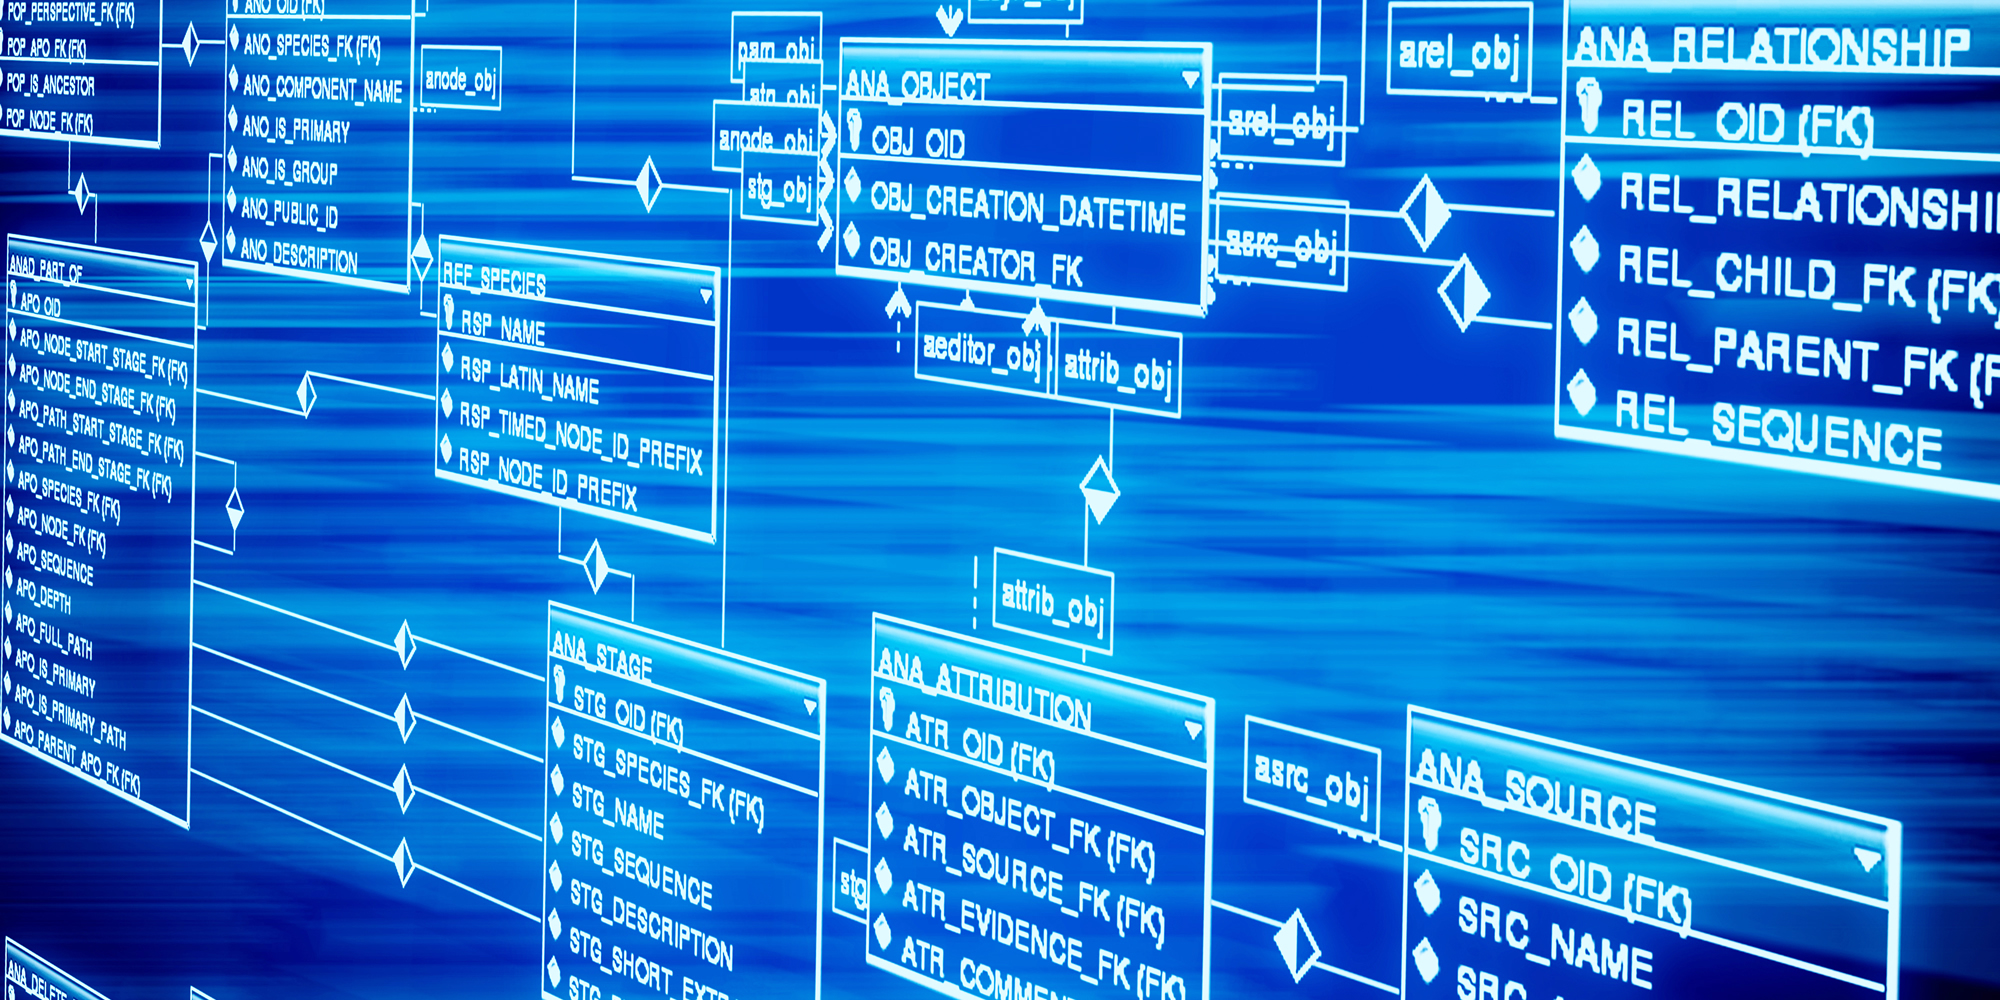 POP_PERSPECTIVE_FK (FK)
POP_APO_FK (FK)
POP_IS_ANCESTOR
POP_NODE_FK (FK)
ANO_OID (FK)
ANO_SPECIES_FK (FK)
ANO_COMPONENT_NAME
ANO_IS_PRIMARY
ANO_IS_GROUP
ANO_PUBLIC_ID
ANO_DESCRIPTION
anode_obj
pam_obj
atn_obj
anode_obj
stg_obj
ANA_OBJECT
OBJ_OID
OBJ_CREATION_DATETIME
OBJ_CREATOR_FK
arel_obj
asrc_obj
arel_obj
ANA_RELATIONSHIP
REL_OID (FK)
REL_RELATIONSHI
REL_CHILD_FK (FK)
REL_PARENT_FK (F
REL_SEQUENCE
aeditor_obj
attrib_obj
ANAD_PART_OF
APO_OID
APO_NODE_START_STAGE_FK (FK)
APO_NODE_END_STAGE_FK (FK)
APO_PATH_START_STAGE_FK (FK)
APO_PATH_END_STAGE_FK (FK)
APO_SPECIES_FK (FK)
APO_NODE_FK (FK)
APO_SEQUENCE
APO_DEPTH
APO_FULL_PATH
APO_IS_PRIMARY
APO_IS_PRIMARY_PATH
APO_PARENT_APO_FK (FK)
REF_SPECIES
RSP_NAME
RSP_LATIN_NAME
RSP_TIMED_NODE_ID_PREFIX
RSP_NODE_ID_PREFIX
attrib_obj
ANA_STAGE
STG_OID (FK)
STG_SPECIES_FK (FK)
STG_NAME
STG_SEQUENCE
STG_DESCRIPTION
STG_SHORT_EXTR
stg
ANA_ATTRIBUTION
ATR_OID (FK)
ATR_OBJECT_FK (FK)
ATR_SOURCE_FK (FK)
ATR_EVIDENCE_FK (FK)
ATR_COMMEN
asrc_obj
ANA_SOURCE
SRC_OID (FK)
SRC_NAME
ANA_DELETE